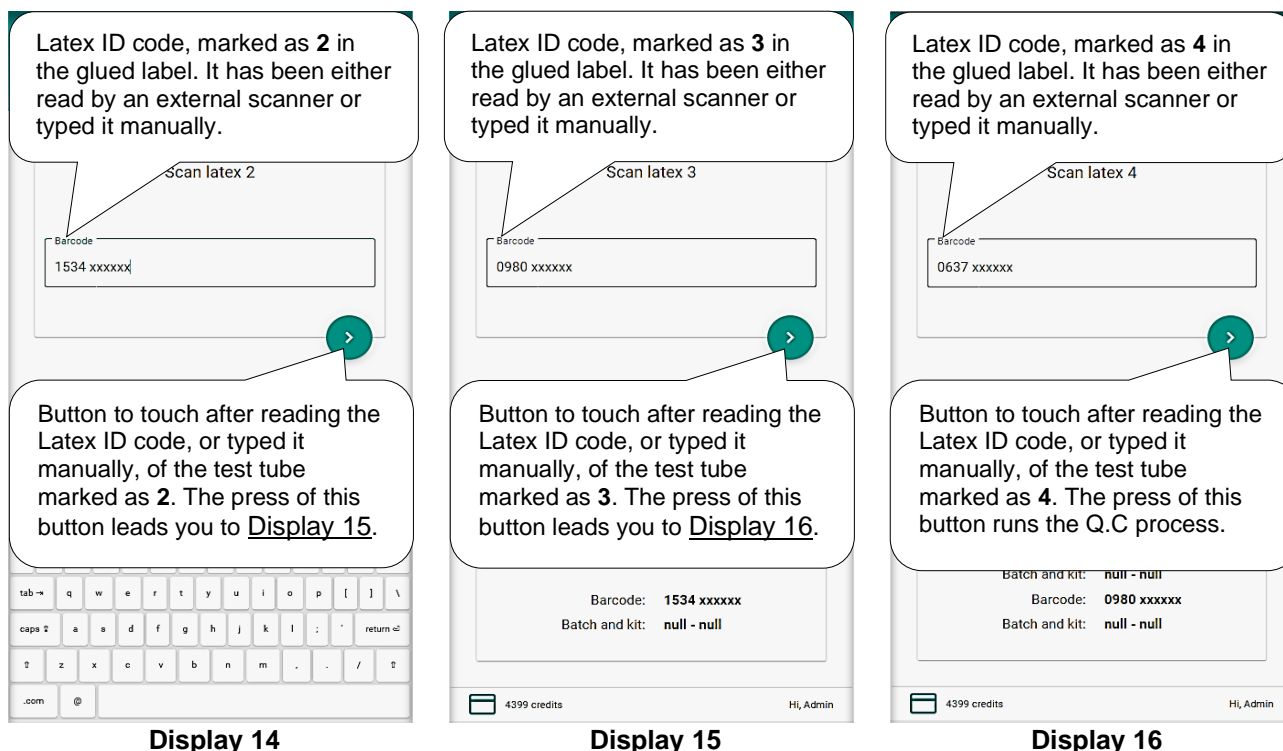 Latex ID code, marked as 2 in
the glued label. It has been either
read by an external scanner or
typed it manually.
Scan latex 2
Barcode
1534 xxxxxx
Button to touch after reading the
Latex ID code, or typed it
manually, of the test tube
marked as 2. The press of this
button leads you to Display 15.
tab q w e r t y u i o p [ ] \
caps a s d f g h j k l ; ' return
z x c v b n m , . /
.com @
Display 14
Latex ID code, marked as 3 in
the glued label. It has been either
read by an external scanner or
typed it manually.
Scan latex 3
Barcode
0980 xxxxxx
Button to touch after reading the
Latex ID code, or typed it
manually, of the test tube
marked as 3. The press of this
button leads you to Display 16.
Barcode: 1534 xxxxxx
Batch and kit: null - null
4399 credits Hi, Admin
Display 15
Latex ID code, marked as 4 in
the glued label. It has been either
read by an external scanner or
typed it manually.
Scan latex 4
Barcode
0637 xxxxxx
Button to touch after reading the
Latex ID code, or typed it
manually, of the test tube
marked as 4. The press of this
button runs the Q.C process.
Batch and kit: null - null
Barcode: 0980 xxxxxx
Batch and kit: null - null
4399 credits Hi, Admin
Display 16